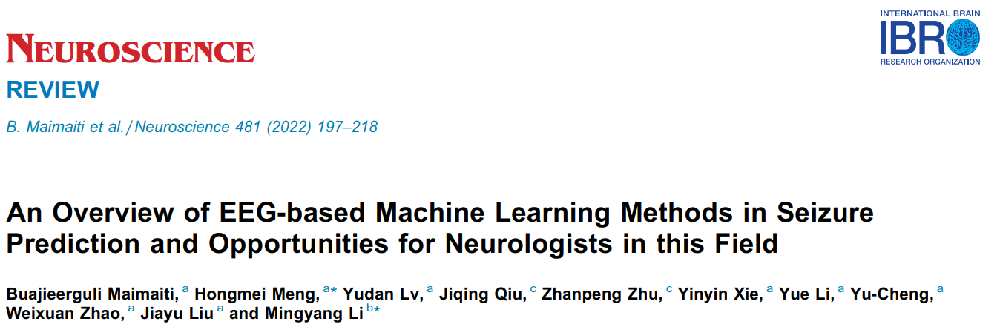 INTERNATIONAL BRAIN
IBRO
RESEARCH ORGANIZATION
NEUROSCIENCE
REVIEW
B. Maimaiti et al. / Neuroscience 481 (2022) 197–218
An Overview of EEG-based Machine Learning Methods in Seizure
Prediction and Opportunities for Neurologists in this Field
Buajieerguli Maimaiti, a Hongmei Meng, a* Yudan Lv, a Jiqing Qiu, c Zhanpeng Zhu, c Yinyin Xie, a Yue Li, a Yu-Cheng, a
Weixuan Zhao, a Jiayu Liu a and Mingyang Li b*